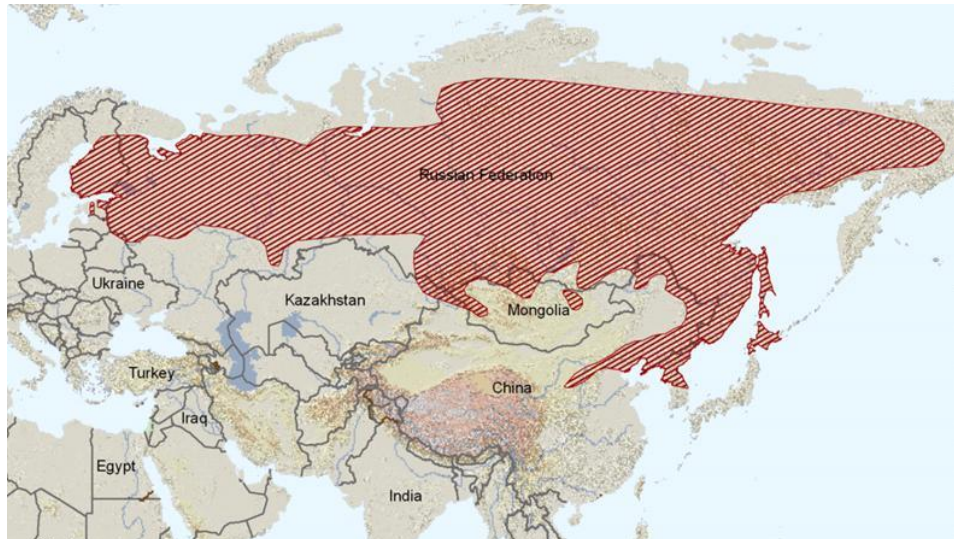 Russian Federation
Ukraine
Kazakhstan
Mongolia
Turkey
China
Iraq
Egypt
India